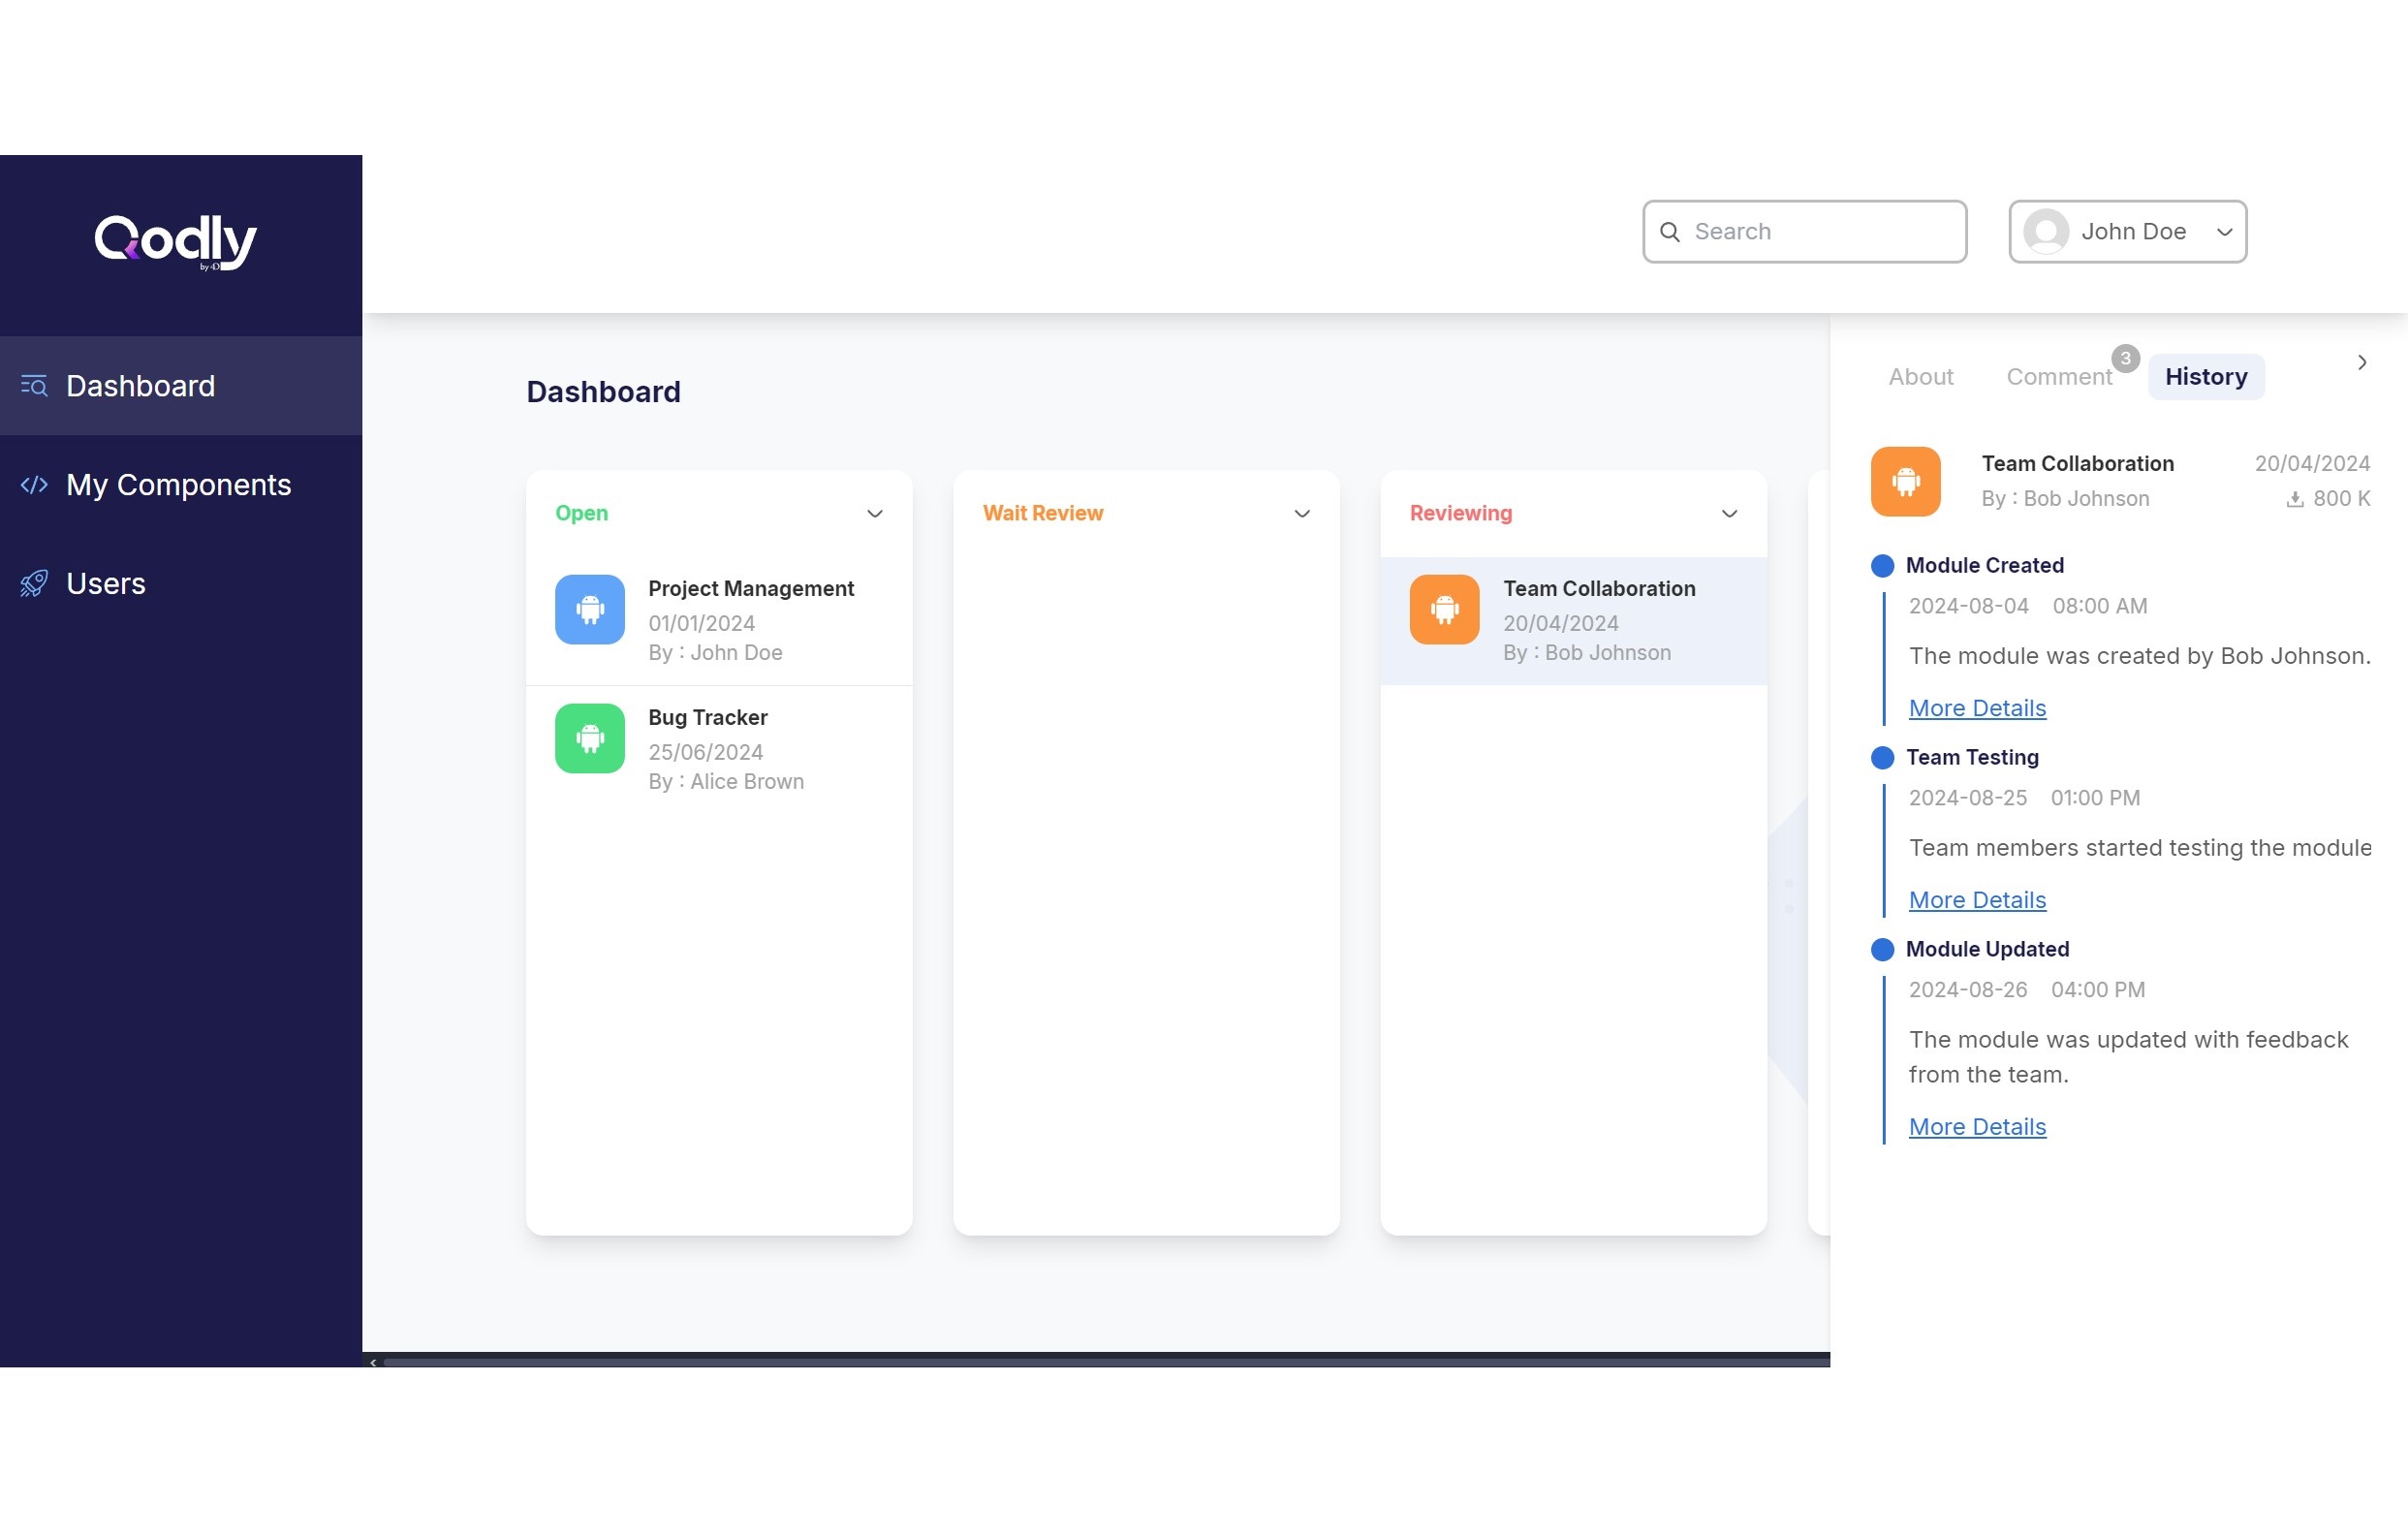 Qodly
by 4D
Search
John Doe
Dashboard
My Components
Users
Dashboard
Open
Project Management
01/01/2024
By : John Doe
Bug Tracker
25/06/2024
By : Alice Brown
Wait Review
Reviewing
Team Collaboration
20/04/2024
By : Bob Johnson
About
Comment
3
History
Team Collaboration
20/04/2024
By : Bob Johnson
800 K
Module Created
2024-08-04 08:00 AM
The module was created by Bob Johnson.
More Details
Team Testing
2024-08-25 01:00 PM
Team members started testing the module
More Details
Module Updated
2024-08-26 04:00 PM
The module was updated with feedback
from the team.
More Details